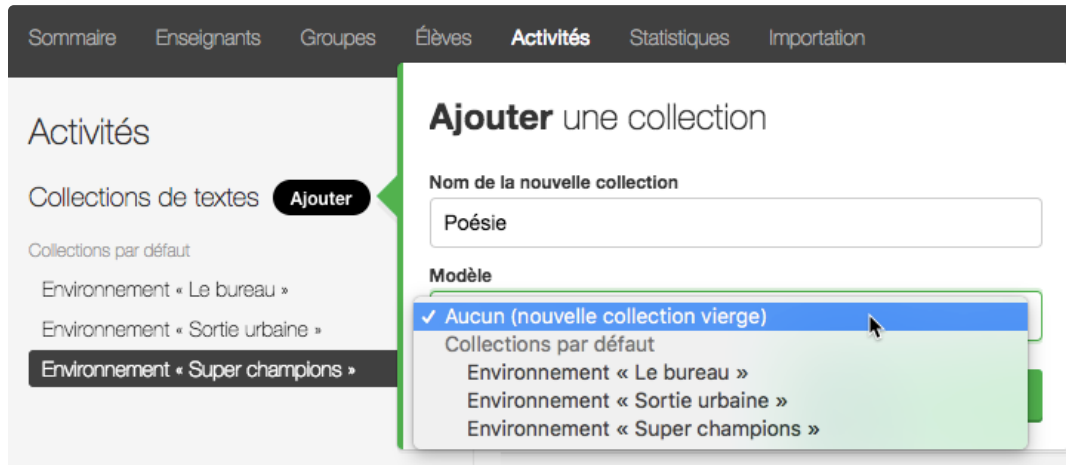 Sommaire Enseignants Groupes Élèves Activités Statistiques Importation
Activités
Collections de textes Ajouter
Collections par défaut
Environnement « Le bureau »
Environnement « Sortie urbaine »
Environnement « Super champions »
Ajouter une collection
Nom de la nouvelle collection
Poésie
Modèle
✓ Aucun (nouvelle collection vierge)
Collections par défaut
Environnement « Le bureau »
Environnement « Sortie urbaine »
Environnement « Super champions »